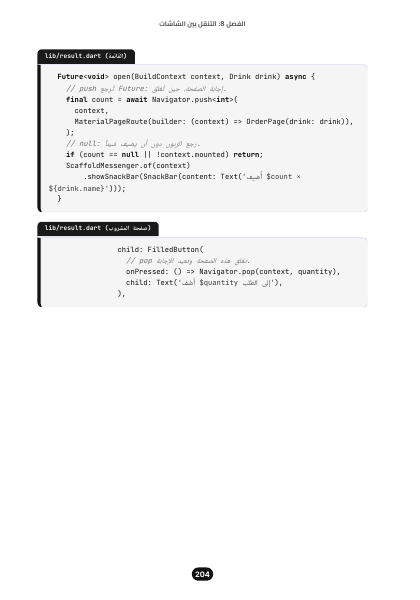 الفصل 8: التنقل بين الشاشات
lib/result.dart (القائمة)
Future<void> open(BuildContext context, Drink drink) async {
// push تُرجع Future: إجابة الصفحة، حين تُغلق.
final count = await Navigator.push<int>(
context,
MaterialPageRoute(builder: (context) => OrderPage(drink: drink)),
);
// null: رجع الزبون دون أن يضيف شيئًا.
if (count == null || !context.mounted) return;
ScaffoldMessenger.of(context)
.showSnackBar(SnackBar(content: Text('أضيف $count ×
${drink.name}')));
}
lib/result.dart (صفحة المشروب)
child: FilledButton(
// pop تغلق هذه الصفحة وتعيد الإجابة.
onPressed: () => Navigator.pop(context, quantity),
child: Text('أضف $quantity إلى الطلب'),
),
204